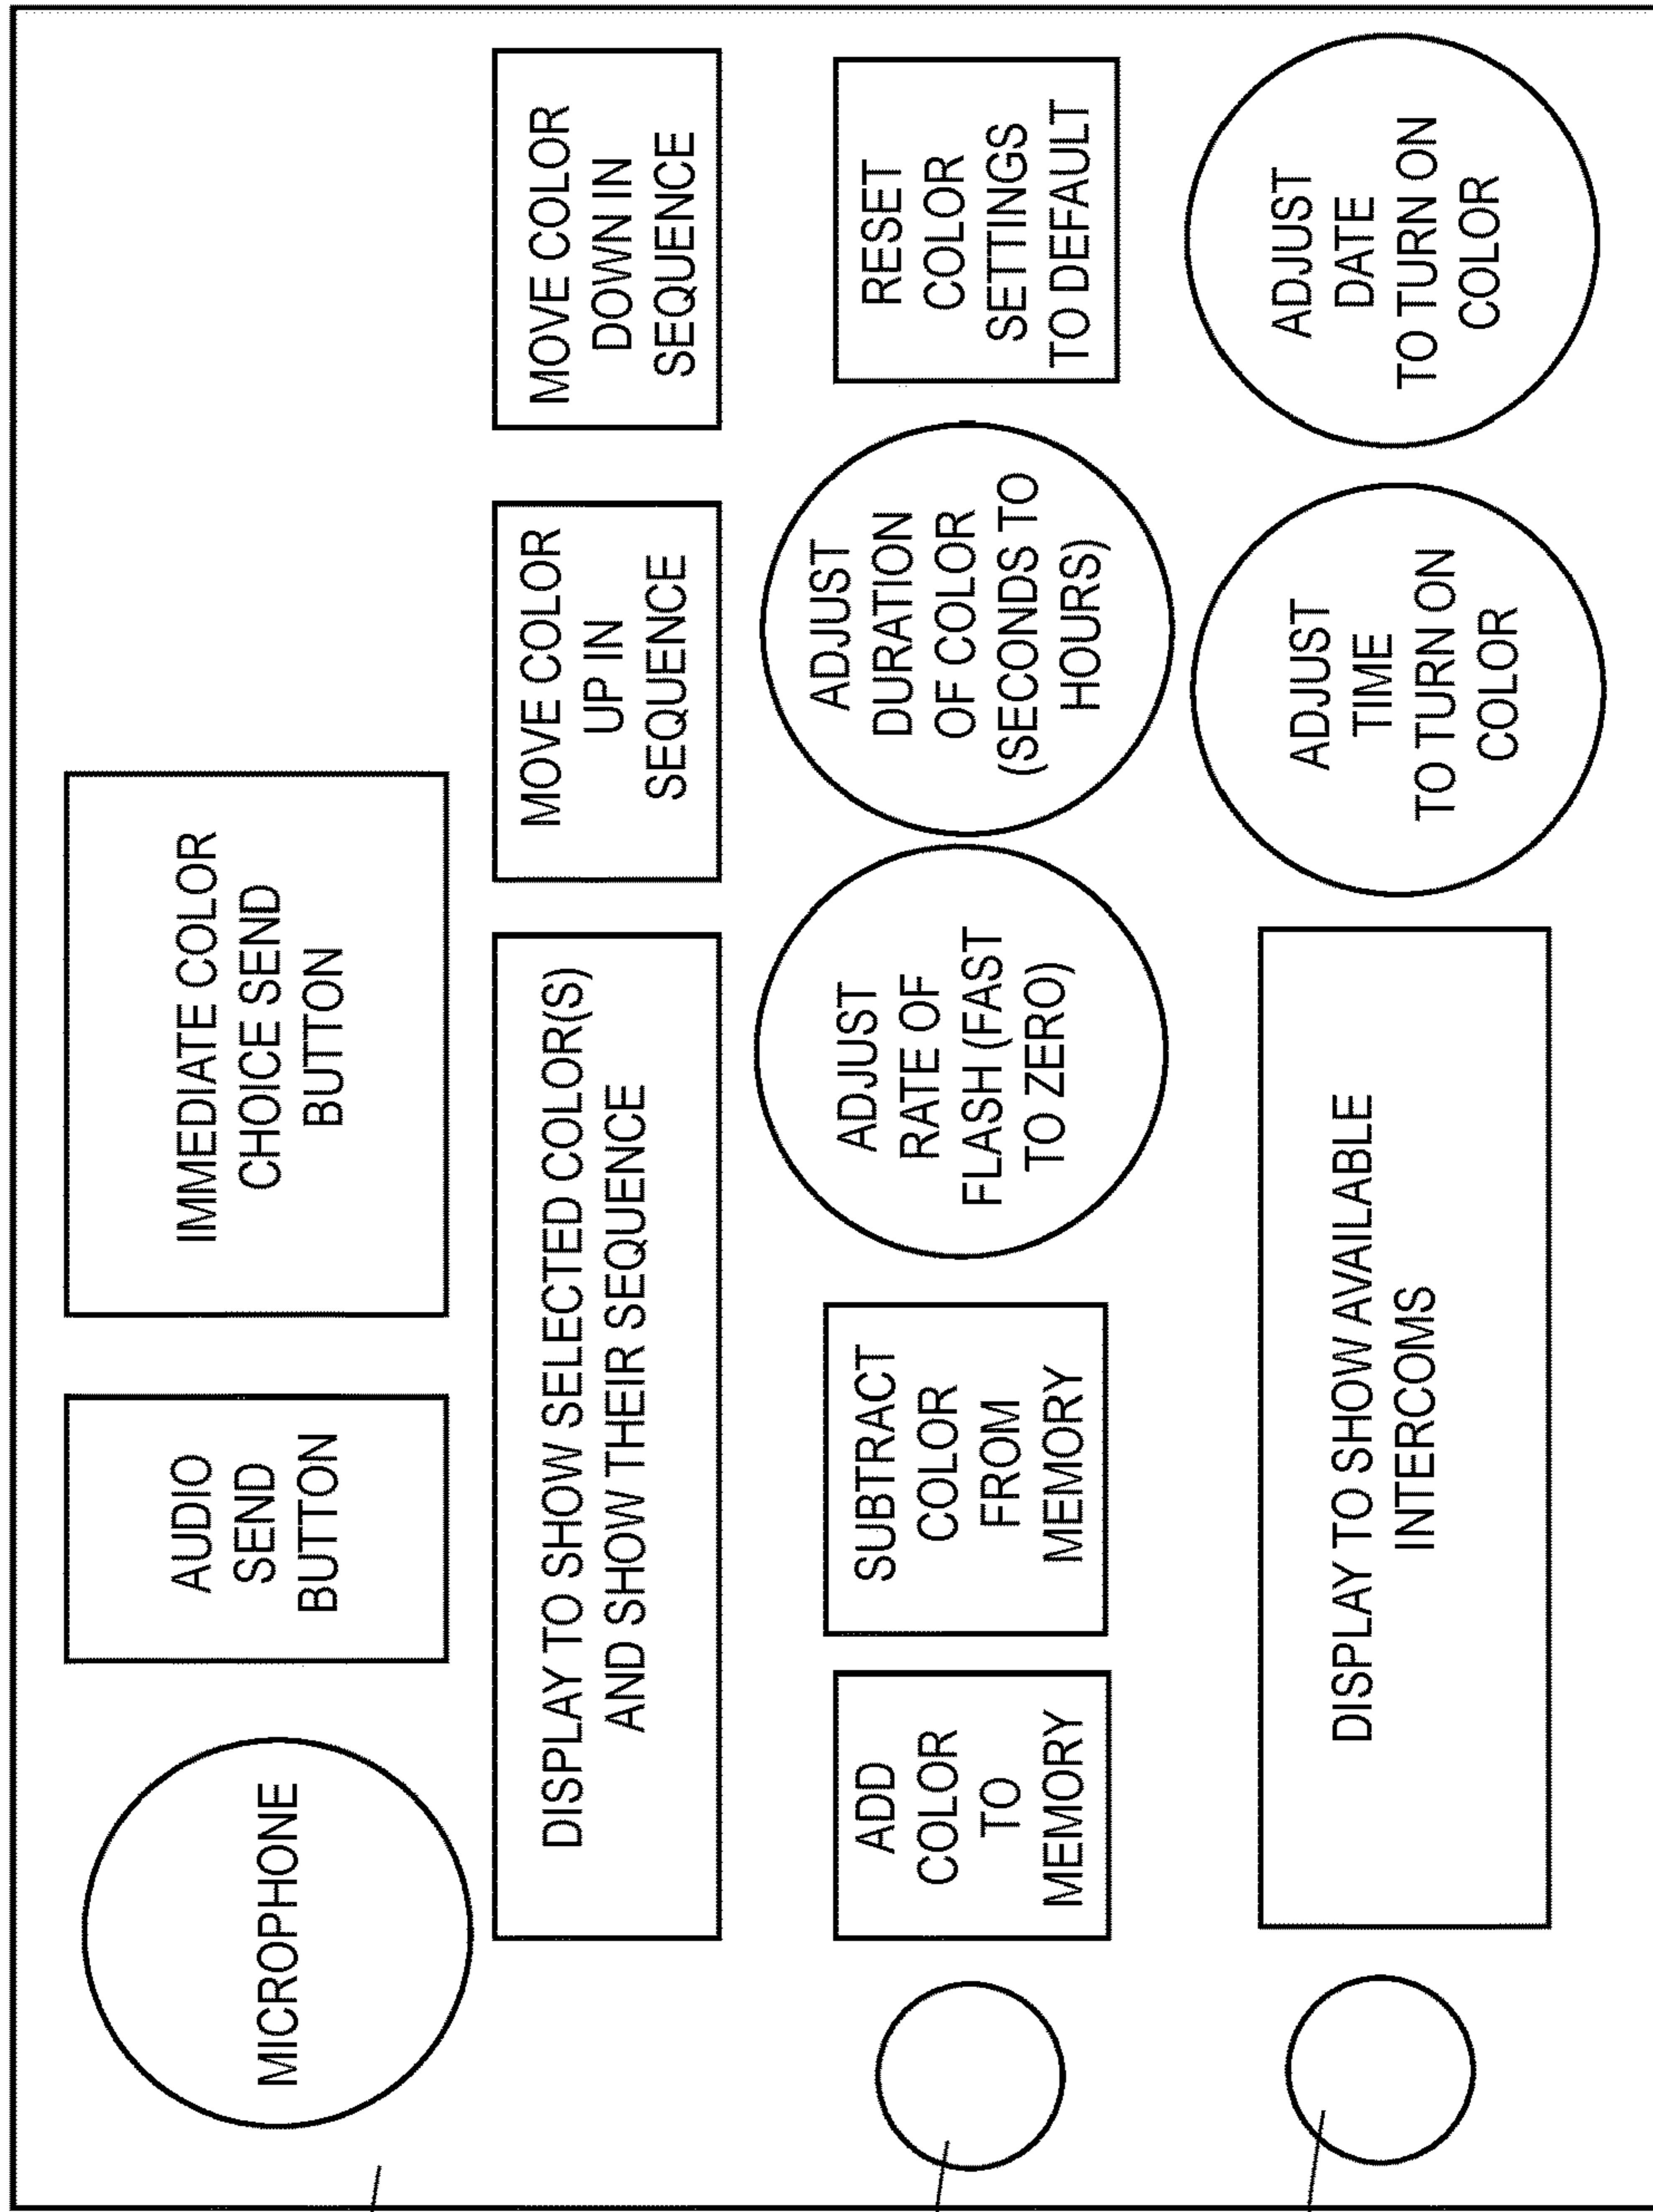 MICROPHONE
AUDIO
SEND
BUTTON
IMMEDIATE COLOR
CHOICE SEND
BUTTON
DISPLAY TO SHOW SELECTED COLOR(S)
AND SHOW THEIR SEQUENCE
MOVE COLOR
UP IN
SEQUENCE
MOVE COLOR
DOWN IN
SEQUENCE
ADD
COLOR
TO
MEMORY
SUBTRACT
COLOR
FROM
MEMORY
ADJUST
RATE OF
FLASH (FAST
TO ZERO)
ADJUST
DURATION
OF COLOR
(SECONDS TO
HOURS)
RESET
COLOR
SETTINGS
TO DEFAULT
DISPLAY TO SHOW AVAILABLE
INTERCOMS
ADJUST
TIME
TO TURN ON
COLOR
ADJUST
DATE
TO TURN ON
COLOR